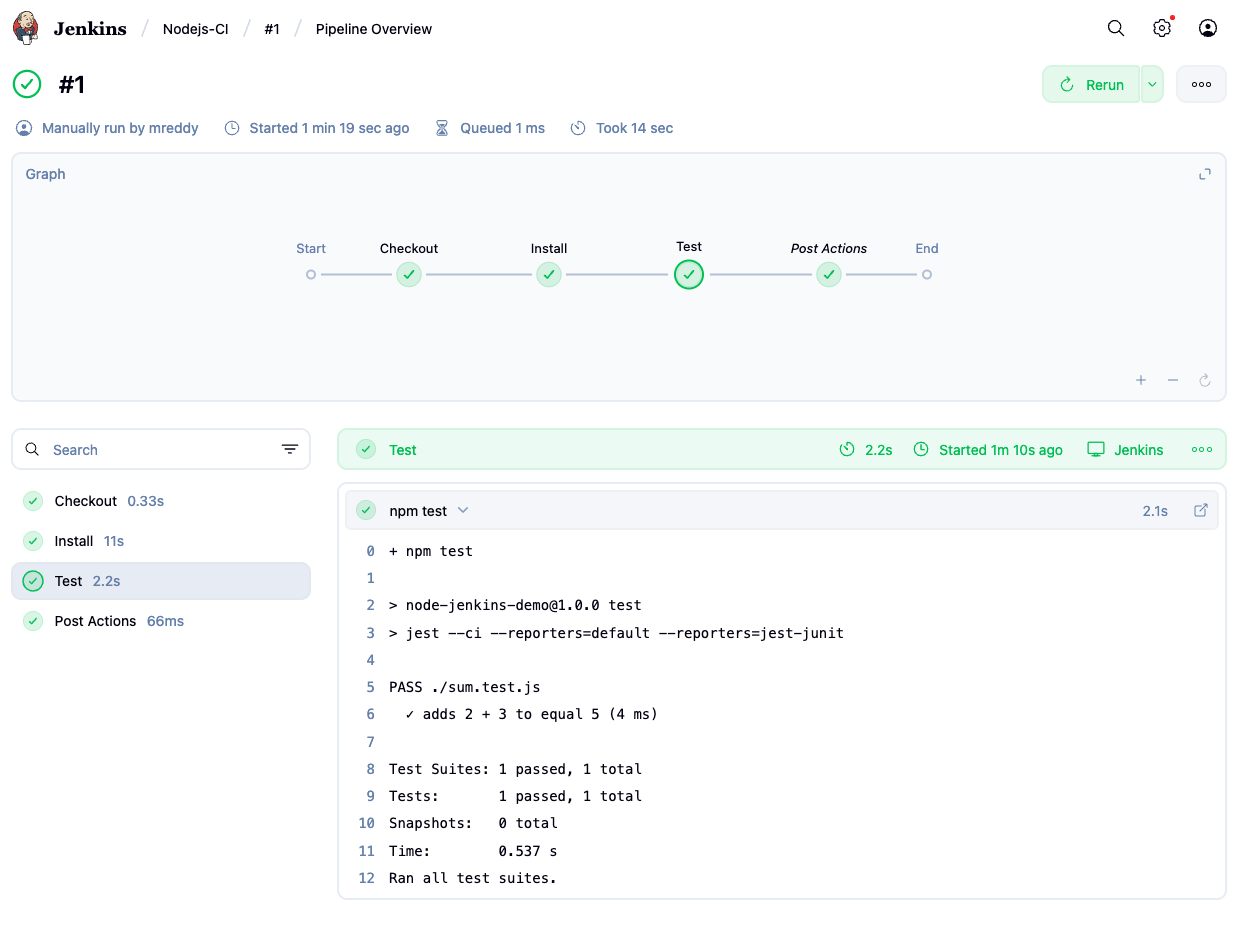 Jenkins / Nodejs-CI / #1 / Pipeline Overview
#1
Rerun
Manually run by mreddy Started 1 min 19 sec ago Queued 1 ms Took 14 sec
Graph
Start Checkout Install Test Post Actions End
Search
Checkout 0.33s
Install 11s
Test 2.2s
Post Actions 66ms
Test 2.2s Started 1m 10s ago Jenkins
npm test 2.1s
0 + npm test
1
2 > node-jenkins-demo@1.0.0 test
3 > jest --ci --reporters=default --reporters=jest-junit
4
5 PASS ./sum.test.js
6 ✓ adds 2 + 3 to equal 5 (4 ms)
7
8 Test Suites: 1 passed, 1 total
9 Tests:       1 passed, 1 total
10 Snapshots:   0 total
11 Time:        0.537 s
12 Ran all test suites.